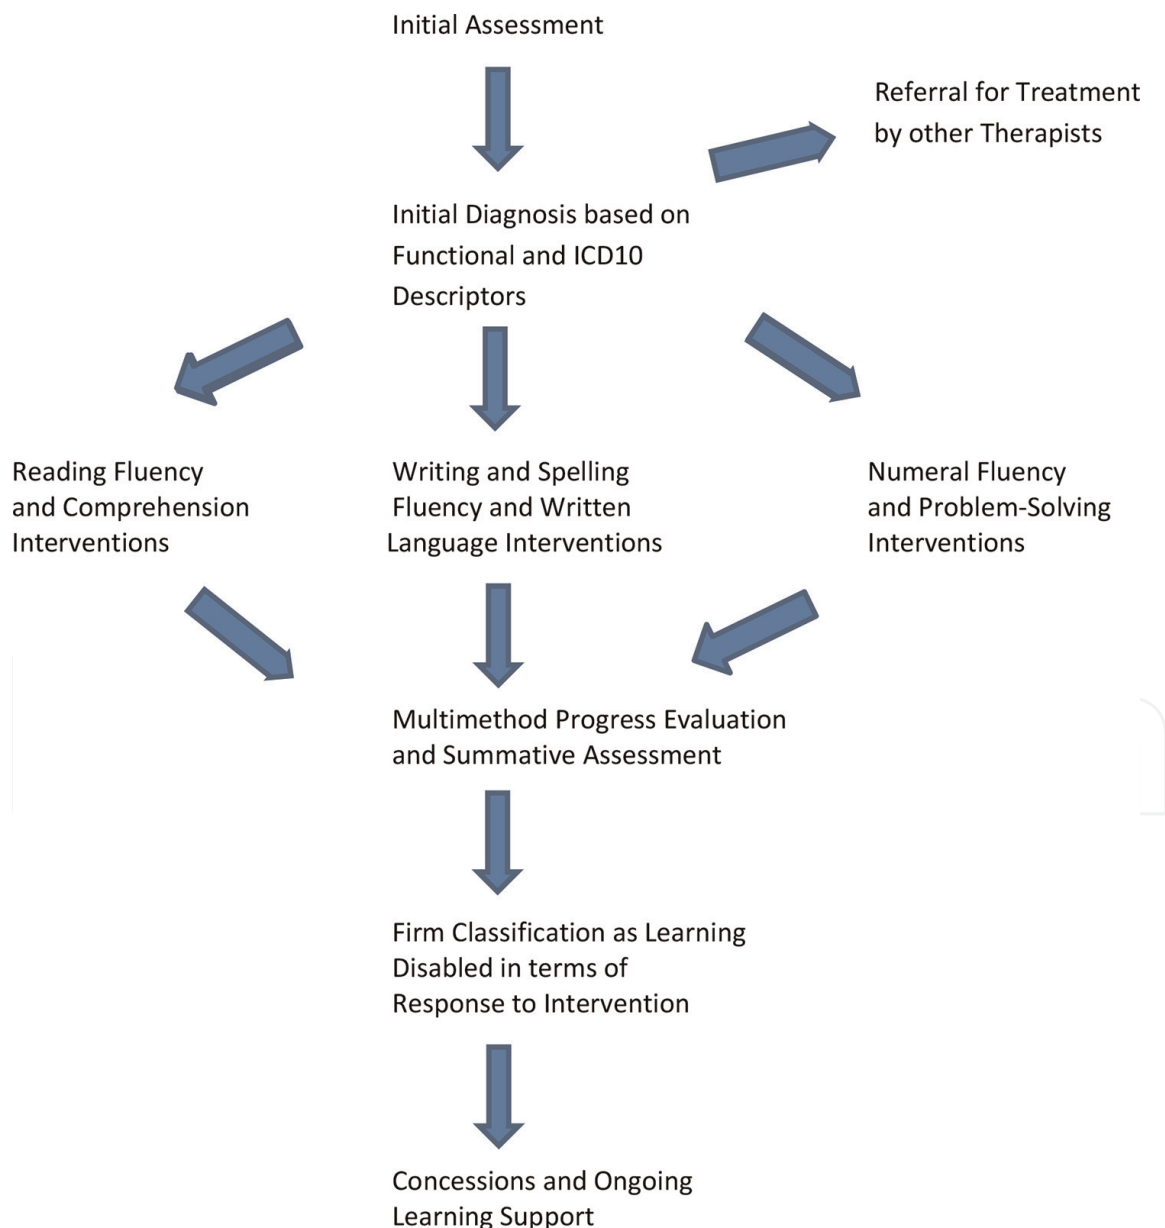 Initial Assessment
Referral for Treatment
by other Therapists
Initial Diagnosis based on
Functional and ICD10
Descriptors
Reading Fluency
and Comprehension
Interventions
Writing and Spelling
Fluency and Written
Language Interventions
Numeral Fluency
and Problem-Solving
Interventions
Multimethod Progress Evaluation
and Summative Assessment
Firm Classification as Learning
Disabled in terms of
Response to Intervention
Concessions and Ongoing
Learning Support